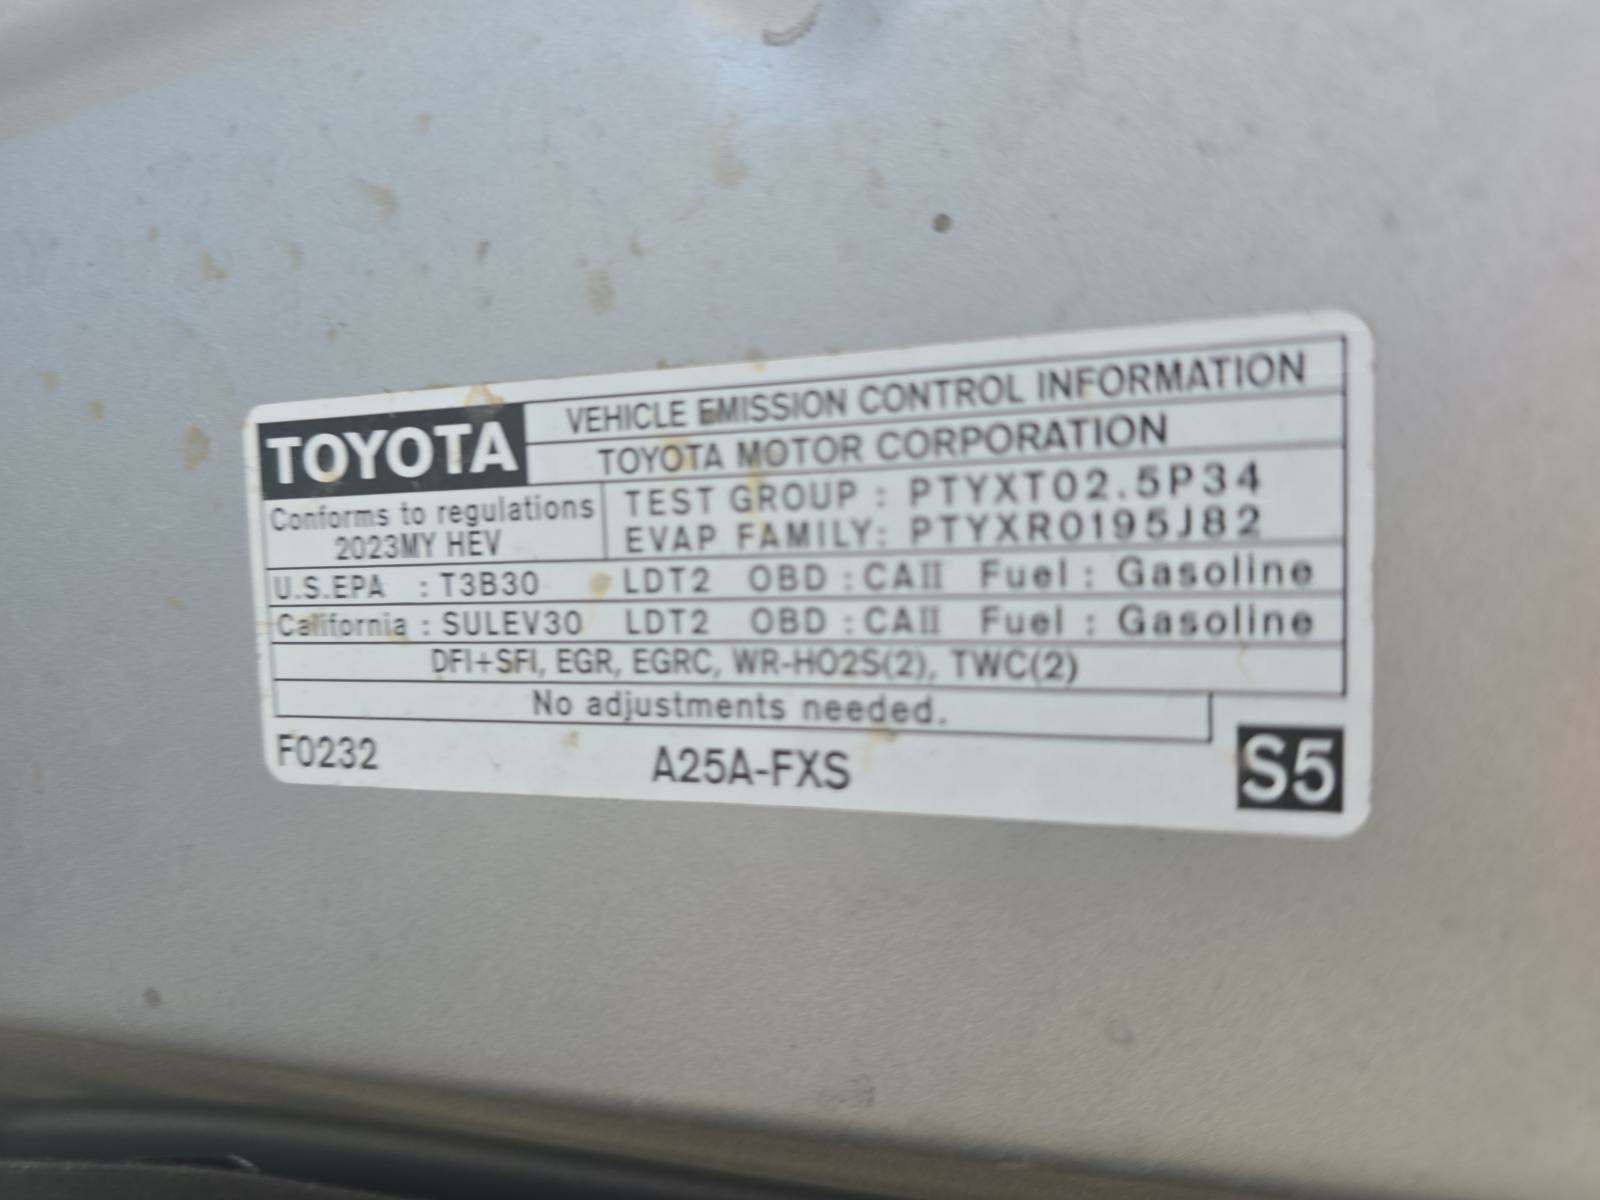 TOYOTA VEHICLE EMISSION CONTROL INFORMATION
TOYOTA MOTOR CORPORATION
Conforms to regulations
2023MY HEV
TEST GROUP : PTYXT02.5P34
EVAP FAMILY: PTYXR0195J82
U.S.EPA : T3B30 LDT2 OBD : CAII Fuel : Gasoline
California : SULEV30 LDT2 OBD : CAII Fuel : Gasoline
DFI+SFI, EGR, EGRC, WR-HO2S(2), TWC(2)
No adjustments needed.
F0232 A25A-FXS S5